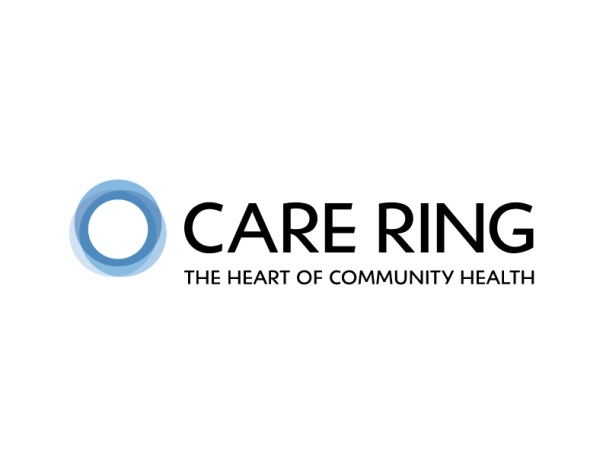 CARE RING
THE HEART OF COMMUNITY HEALTH